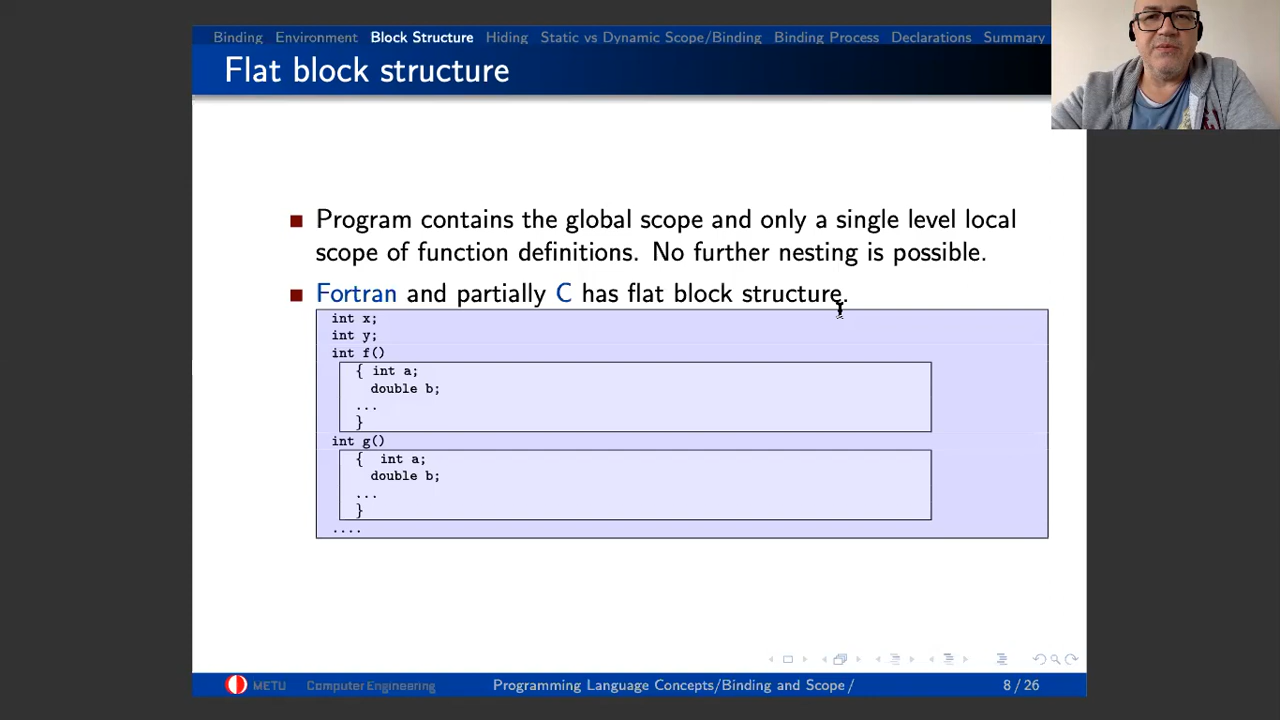 Binding Environment Block Structure Hiding Static vs Dynamic Scope/Binding Binding Process Declarations Summary
Flat block structure
Program contains the global scope and only a single level local
scope of function definitions. No further nesting is possible.
Fortran and partially C has flat block structure.
int x;
int y;
int f()
{ int a;
double b;
...
}
int g()
{ int a;
double b;
...
}
....
METU Computer Engineering Programming Language Concepts/Binding and Scope / 8 / 26